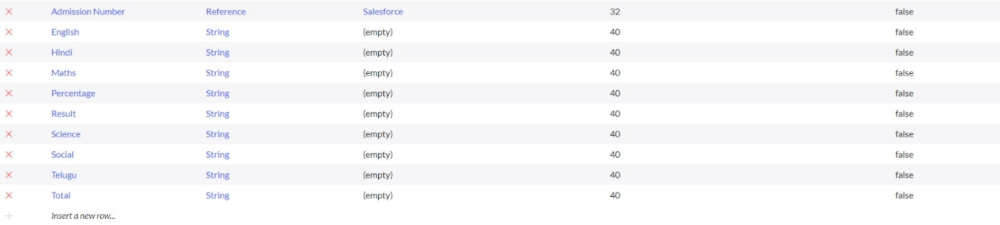 Admission Number Reference Salesforce 32 false
English String (empty) 40 false
Hindi String (empty) 40 false
Maths String (empty) 40 false
Percentage String (empty) 40 false
Result String (empty) 40 false
Science String (empty) 40 false
Social String (empty) 40 false
Telugu String (empty) 40 false
Total String (empty) 40 false
Insert a new row...